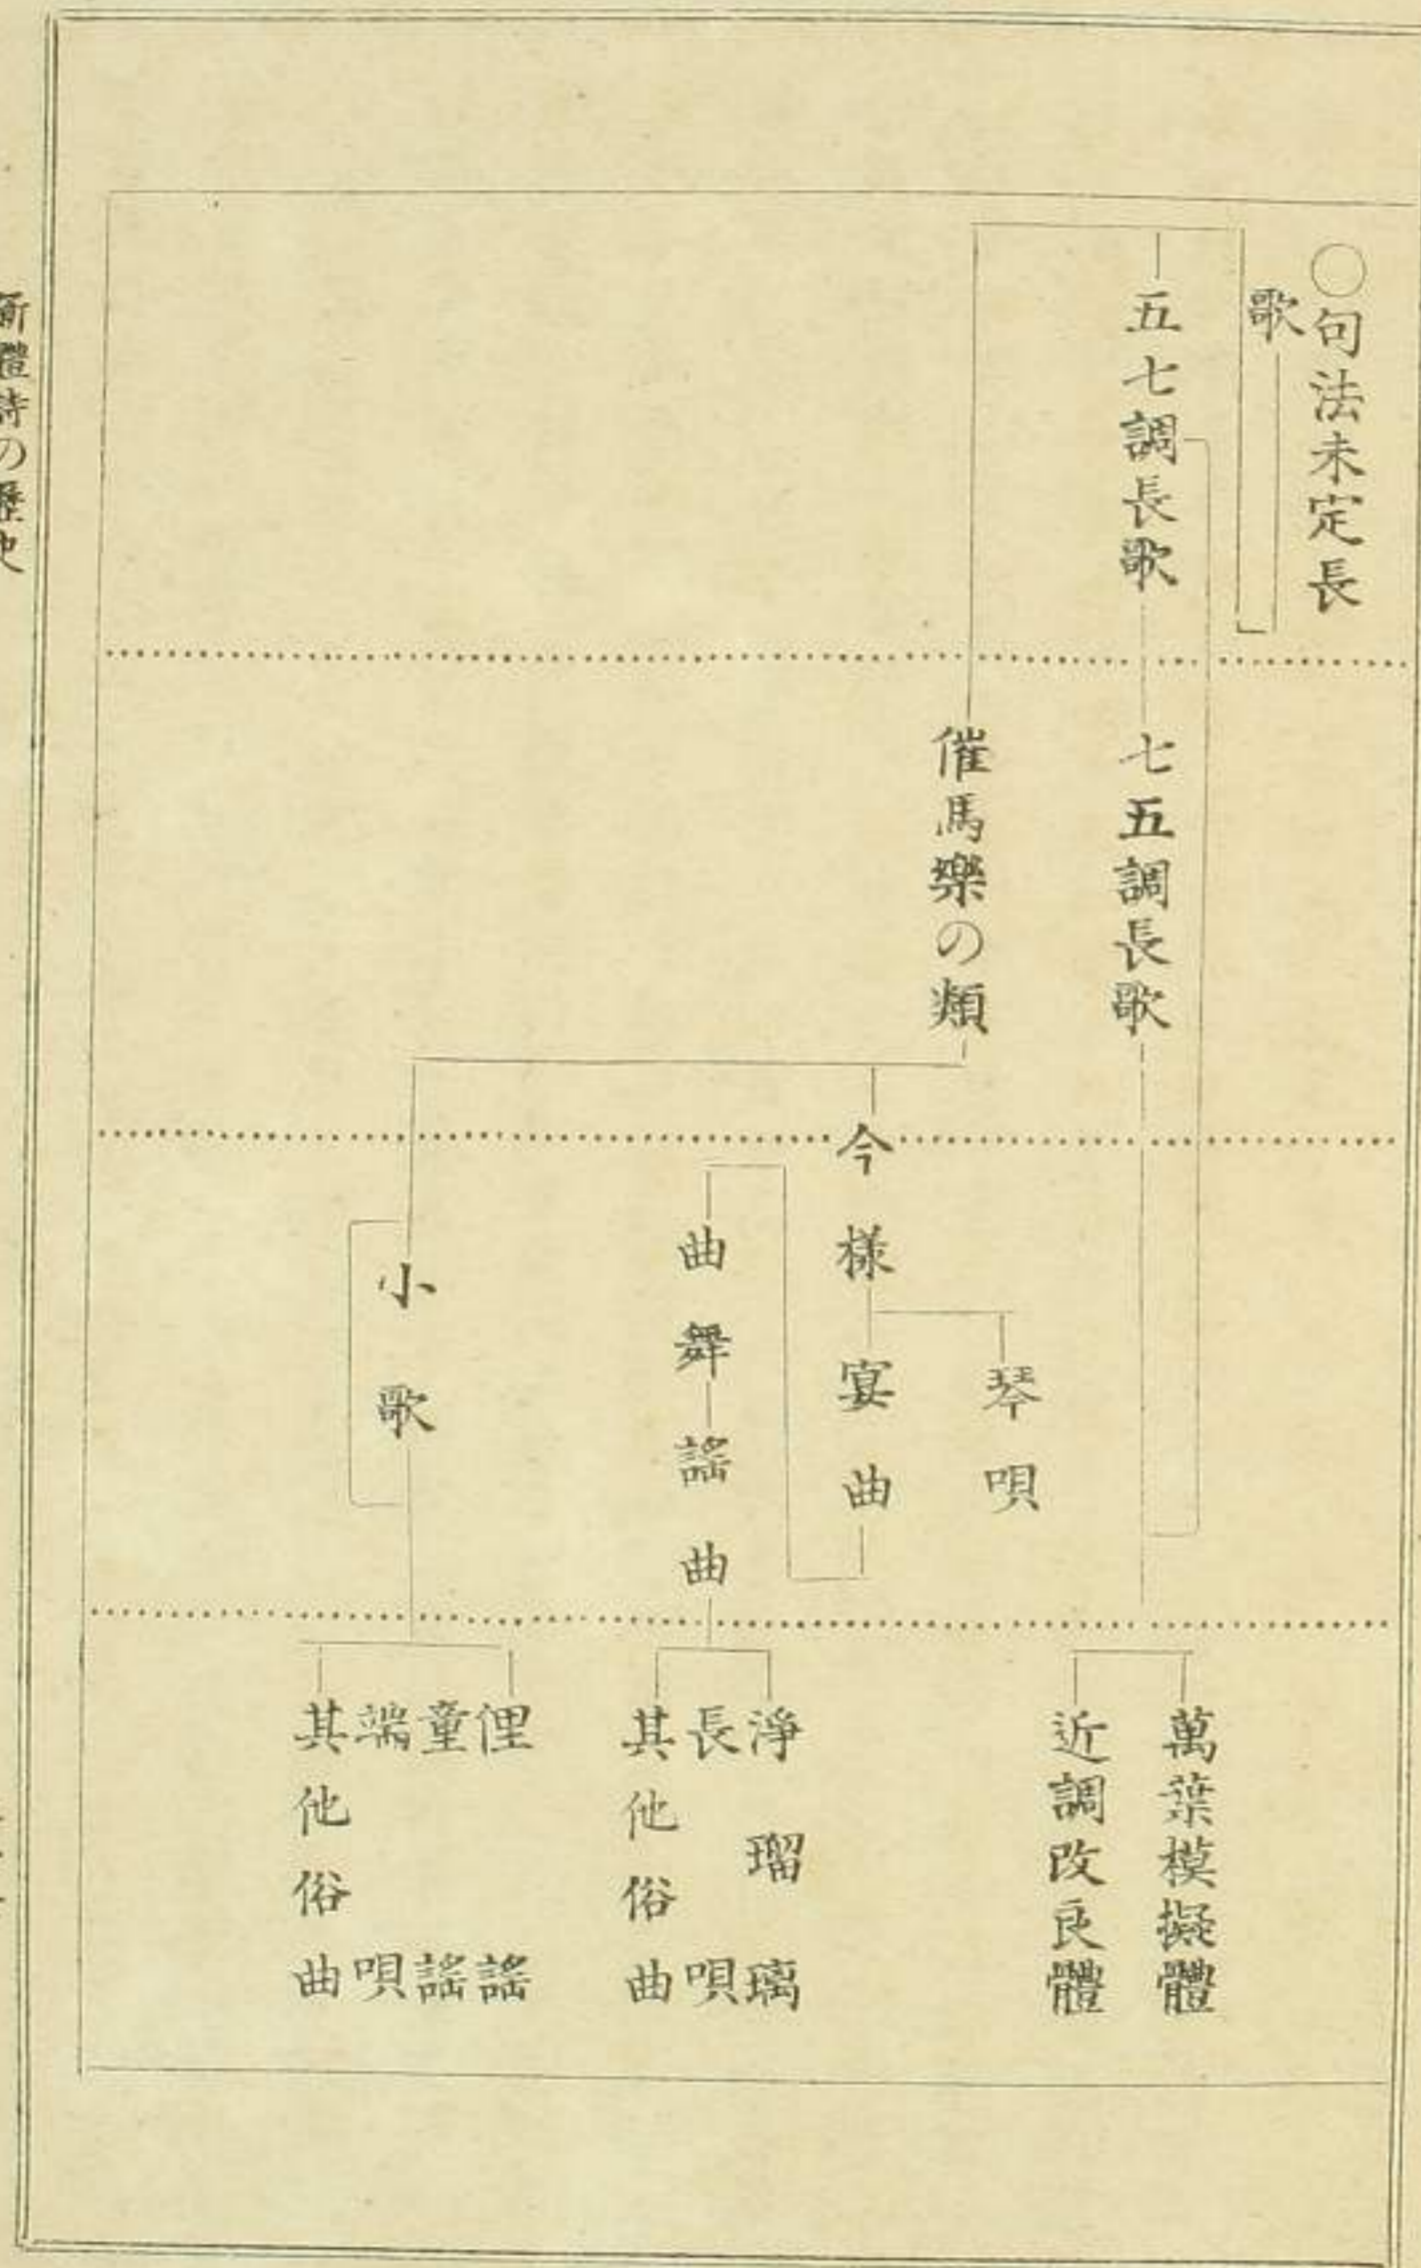 ○句法未定長
歌
五七調長歌
七五調長歌
催馬樂の類
今樣
琴唄
宴曲
曲舞
謠曲
小歌
萬葉模擬體
近調改良體
淨瑠璃
長唄
其他俗曲
俚謠
童謠
端唄
其他俗曲
新體詩の歷史